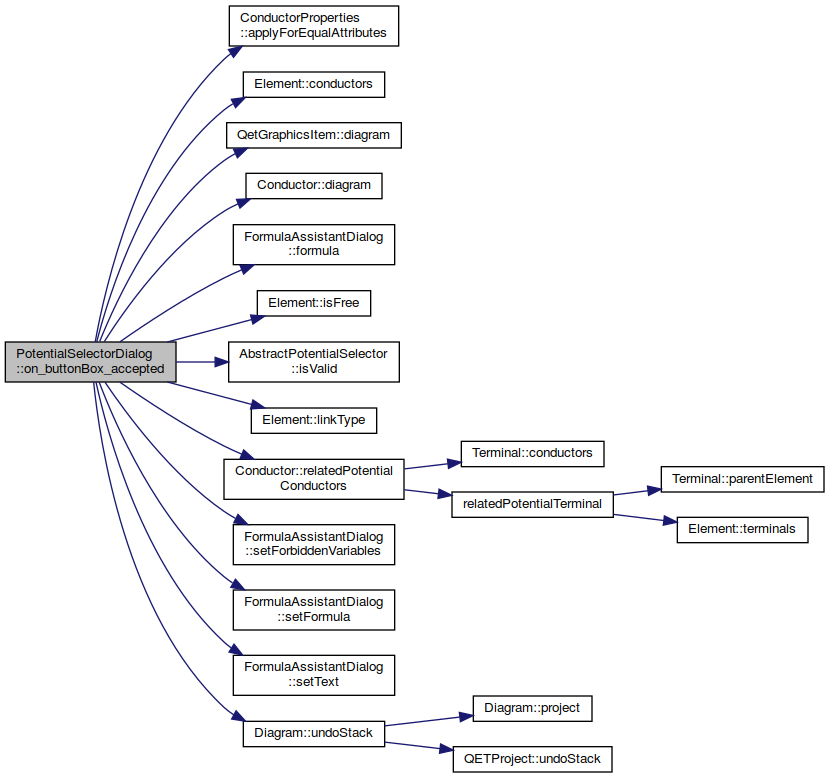 PotentialSelectorDialog
::on_buttonBox_accepted
ConductorProperties
::applyForEqualAttributes
Element::conductors
QetGraphicsItem::diagram
Conductor::diagram
FormulaAssistantDialog
::formula
Element::isFree
AbstractPotentialSelector
::isValid
Element::linkType
Conductor::relatedPotential
Conductors
Terminal::conductors
relatedPotentialTerminal
Terminal::parentElement
Element::terminals
FormulaAssistantDialog
::setForbiddenVariables
FormulaAssistantDialog
::setFormula
FormulaAssistantDialog
::setText
Diagram::undoStack
Diagram::project
QETProject::undoStack